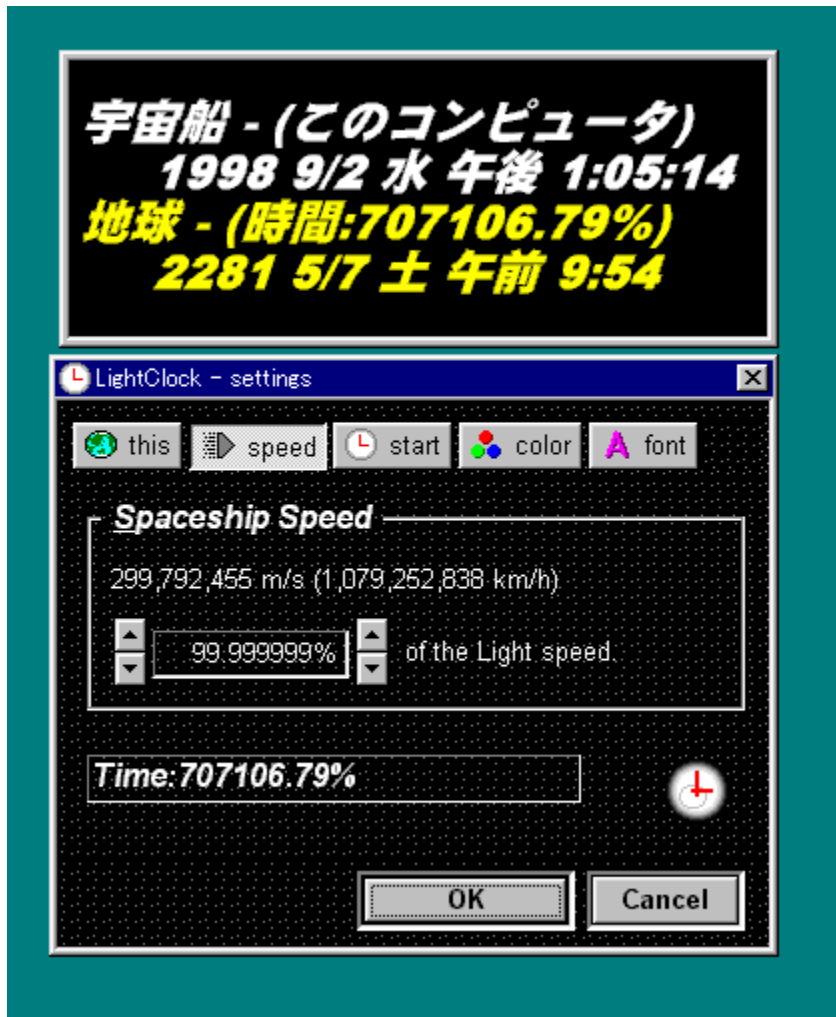 宇宙船 - (このコンピュータ)
1998 9/2 水 午後 1:05:14
地球 - (時間:707106.79%)
2281 5/7 土 午前 9:54
LightClock - settings
this speed start color A font
Spaceship Speed
299,792,455 m/s (1,079,252,838 km/h)
99.999999% of the Light speed.
Time:707106.79%
OK Cancel